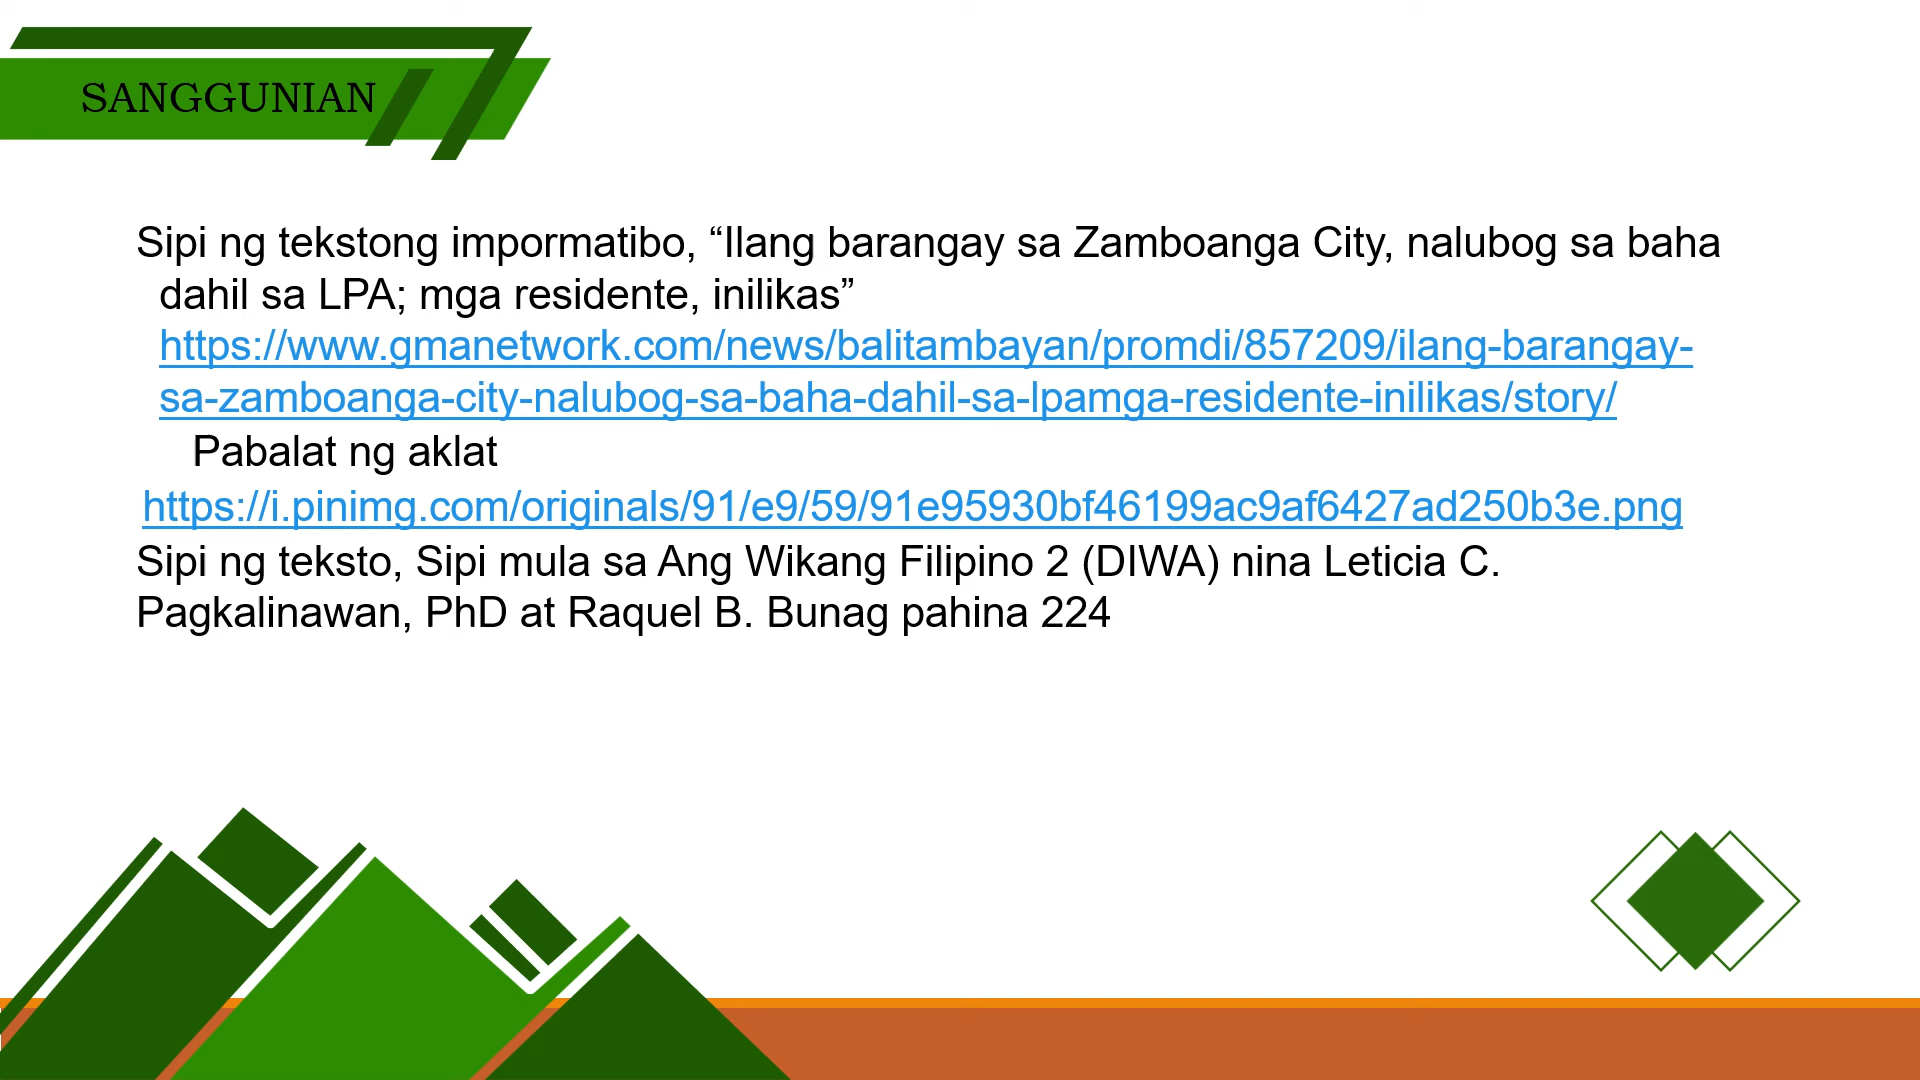 SANGGUNIAN
Sipi ng tekstong impormatibo, “Ilang barangay sa Zamboanga City, nalubog sa baha
dahil sa LPA; mga residente, inilikas”
https://www.gmanetwork.com/news/balitambayan/promdi/857209/ilang-barangay-
sa-zamboanga-city-nalubog-sa-baha-dahil-sa-lpamga-residente-inilikas/story/
Pabalat ng aklat
https://i.pinimg.com/originals/91/e9/59/91e95930bf46199ac9af6427ad250b3e.png
Sipi ng teksto, Sipi mula sa Ang Wikang Filipino 2 (DIWA) nina Leticia C.
Pagkalinawan, PhD at Raquel B. Bunag pahina 224